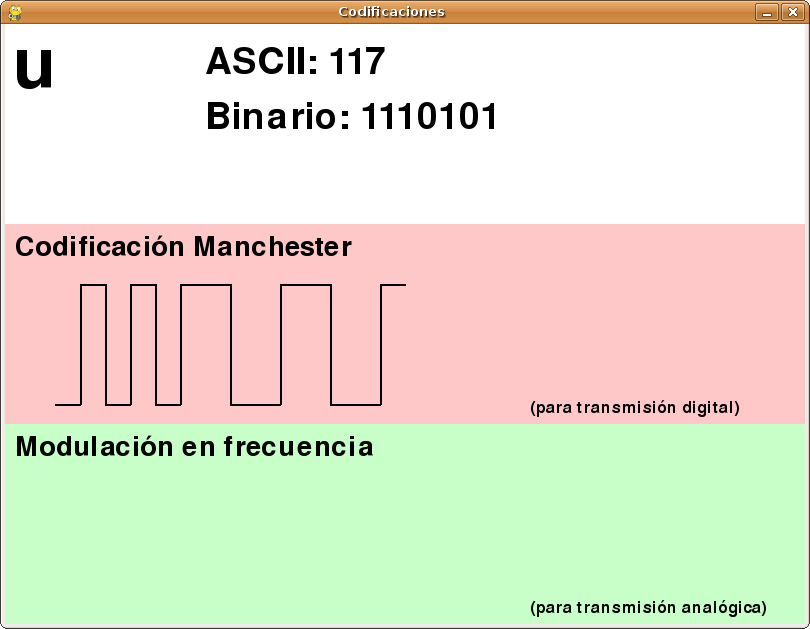 Codificaciones
u
ASCII: 117
Binario: 1110101
Codificación Manchester
(para transmisión digital)
Modulación en frecuencia
(para transmisión analógica)